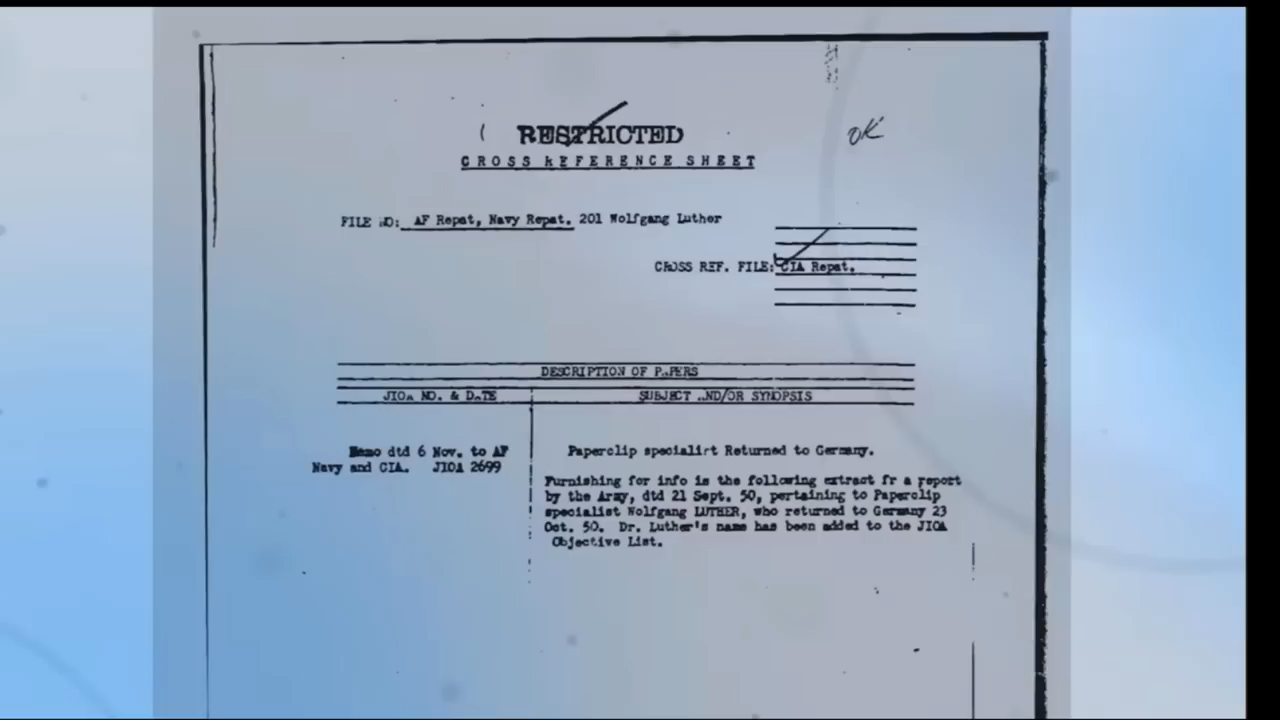 RESTRICTED
OK
CROSS REFERENCE SHEET
FILE NO: AF Repat, Navy Repat. 201 Wolfgang Luther
CROSS REF. FILE: CIA Repat.
DESCRIPTION OF PAPERS
JIOA NO. & DATE
SUBJECT AND/OR SYNOPSIS
Memo dtd 6 Nov. to AF
Navy and CIA. JIOA 2699
Paperclip specialist Returned to Germany.
Furnishing for info is the following extract fr a report
by the Army, dtd 21 Sept. 50, pertaining to Paperclip
specialist Wolfgang LUTHER, who returned to Germany 23
Oct. 50. Dr. Luther's name has been added to the JIOA
Objective List.